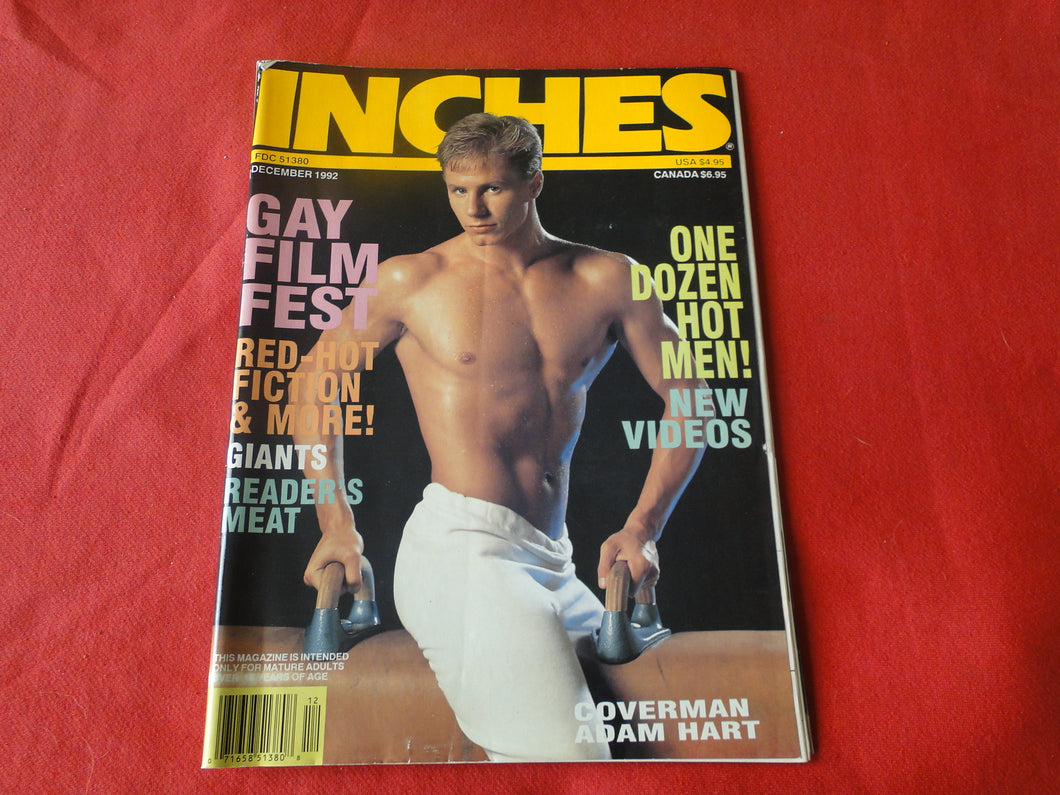 INCHES
®
FDC 51380
USA $4.95
DECEMBER 1992
CANADA $6.95
GAY
FILM
FEST
RED-HOT
FICTION
& MORE!
GIANTS
READER'S
MEAT
ONE
DOZEN
HOT
MEN!
NEW
VIDEOS
THIS MAGAZINE IS INTENDED
ONLY FOR MATURE ADULTS
OVER YEARS OF AGE
COVERMAN
ADAM HART
12
0 71658 51380 8